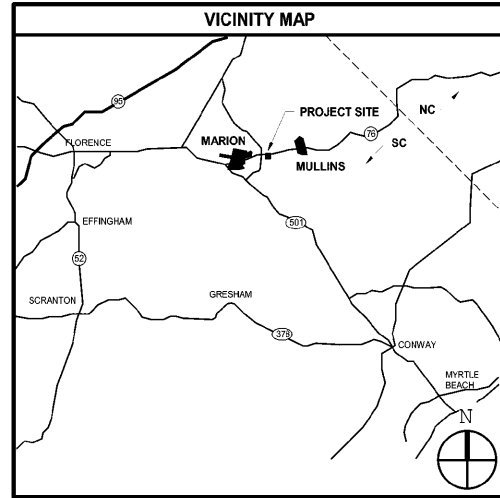 VICINITY MAP
95
PROJECT SITE
NC
76
SC
FLORENCE
MARION
MULLINS
EFFINGHAM
501
52
SCRANTON
GRESHAM
378
CONWAY
MYRTLE
BEACH
N